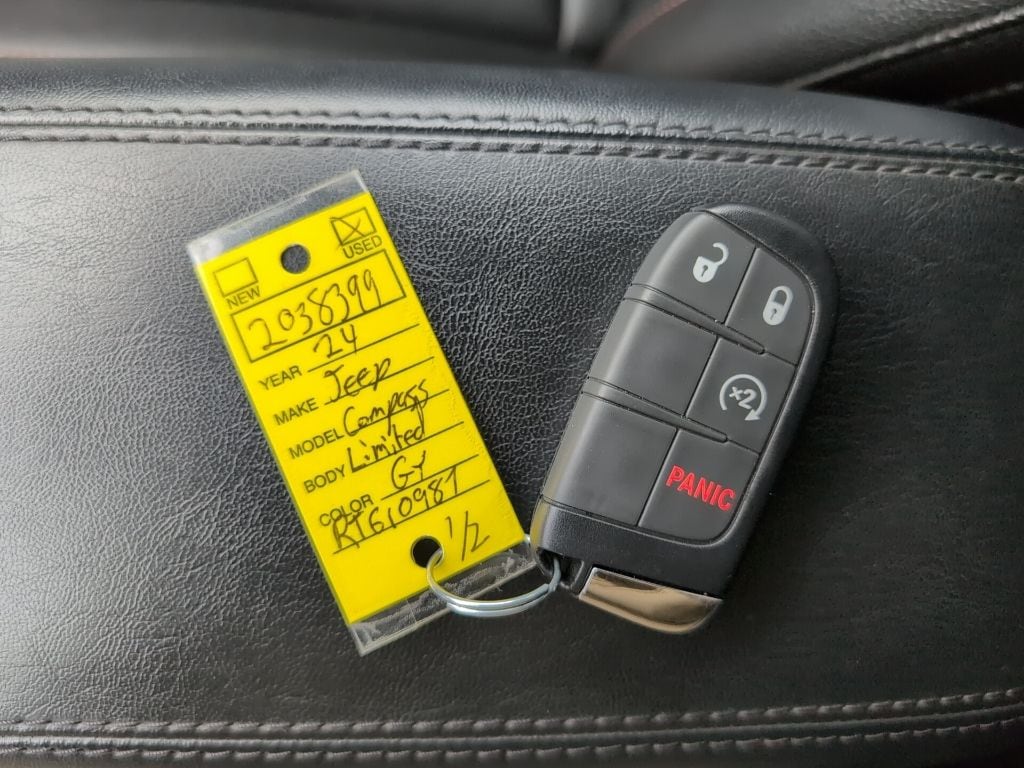 NEW
USED
2038399
YEAR 24
MAKE Jeep
MODEL Compass
BODY Limited
COLOR GY
RT610987
1/2
x2
PANIC